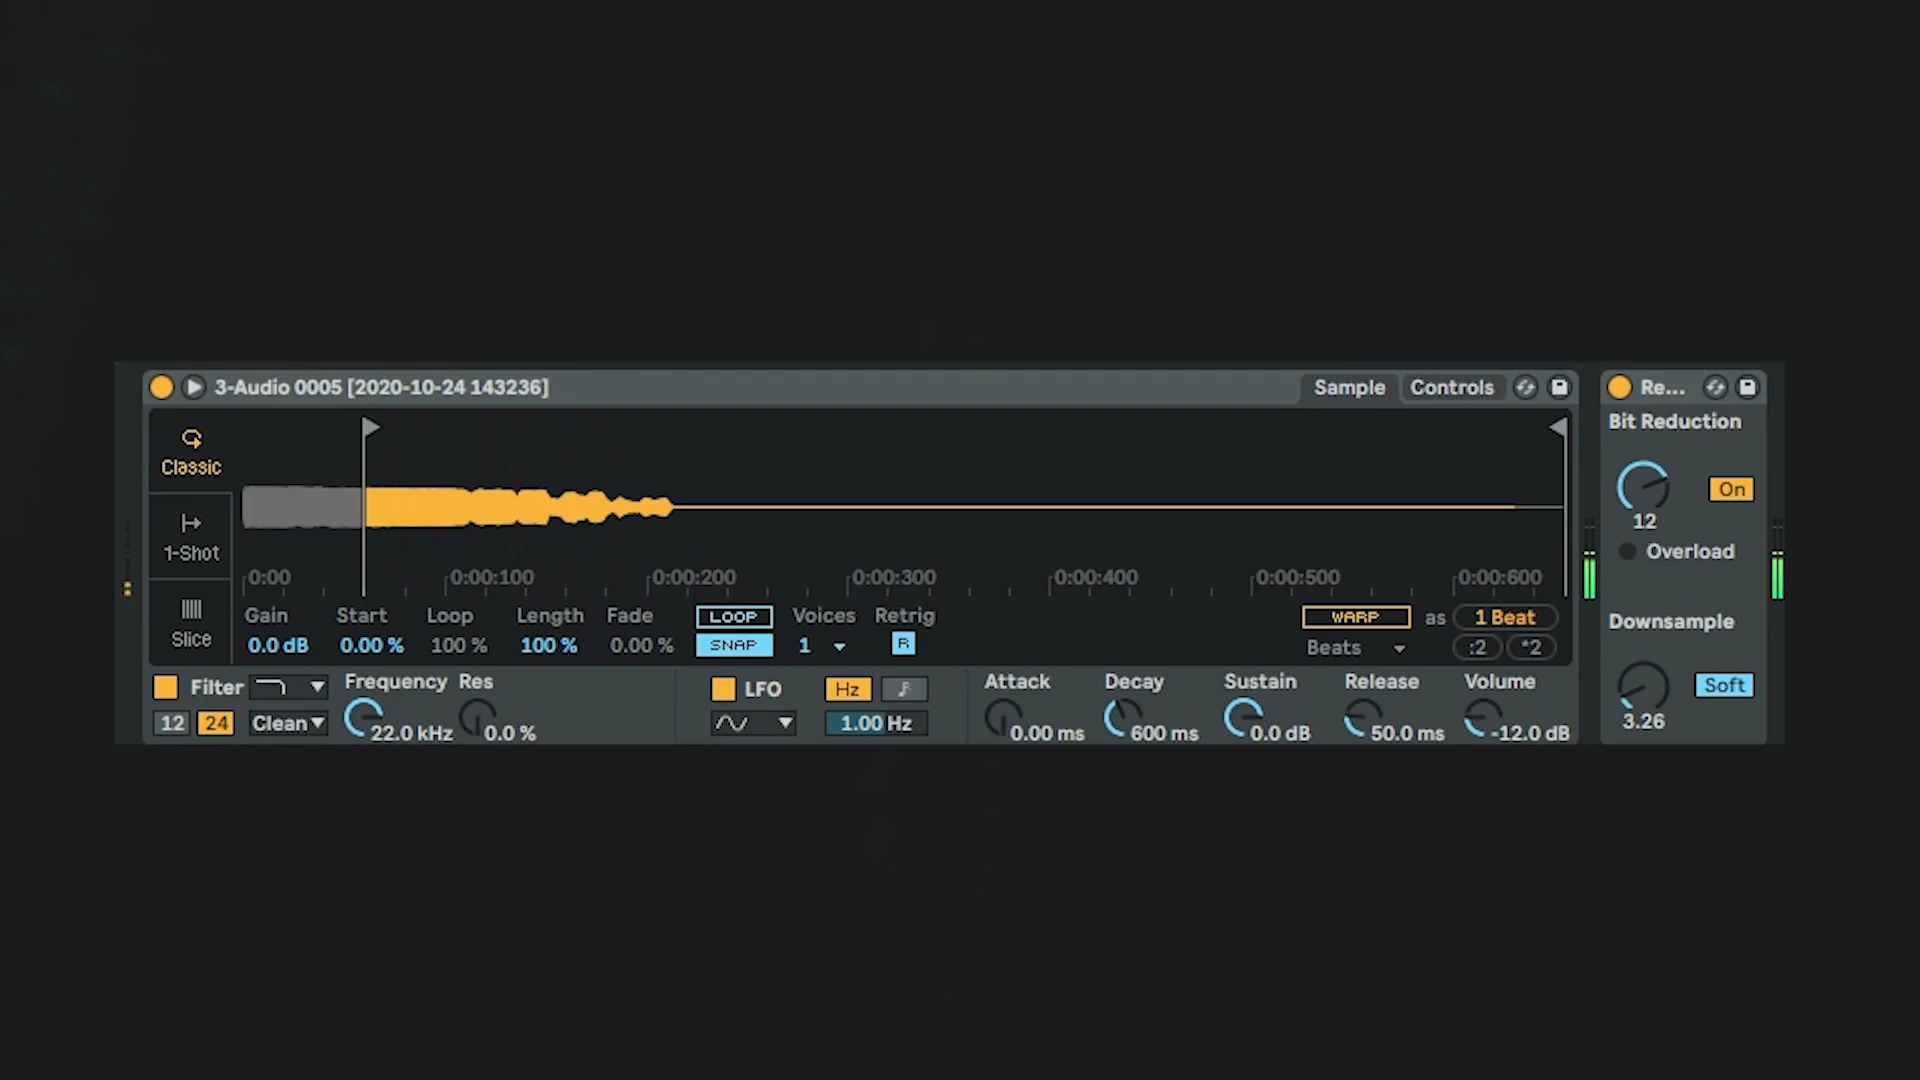 3-Audio 0005 [2020-10-24 143236]
Sample Controls
Classic
1-Shot
Slice
0:00 0:00:100 0:00:200 0:00:300 0:00:400 0:00:500 0:00:600
Gain Start Loop Length Fade LOOP Voices Retrig WARP as 1 Beat
0.0 dB 0.00 % 100 % 100 % 0.00 % SNAP 1 R Beats :2 *2
Filter Frequency Res LFO Hz Attack Decay Sustain Release Volume
12 24 Clean 22.0 kHz 0.0 % 1.00 Hz 0.00 ms 600 ms 0.0 dB 50.0 ms -12.0 dB
Re...
Bit Reduction
On
12
Overload
Downsample
Soft
3.26